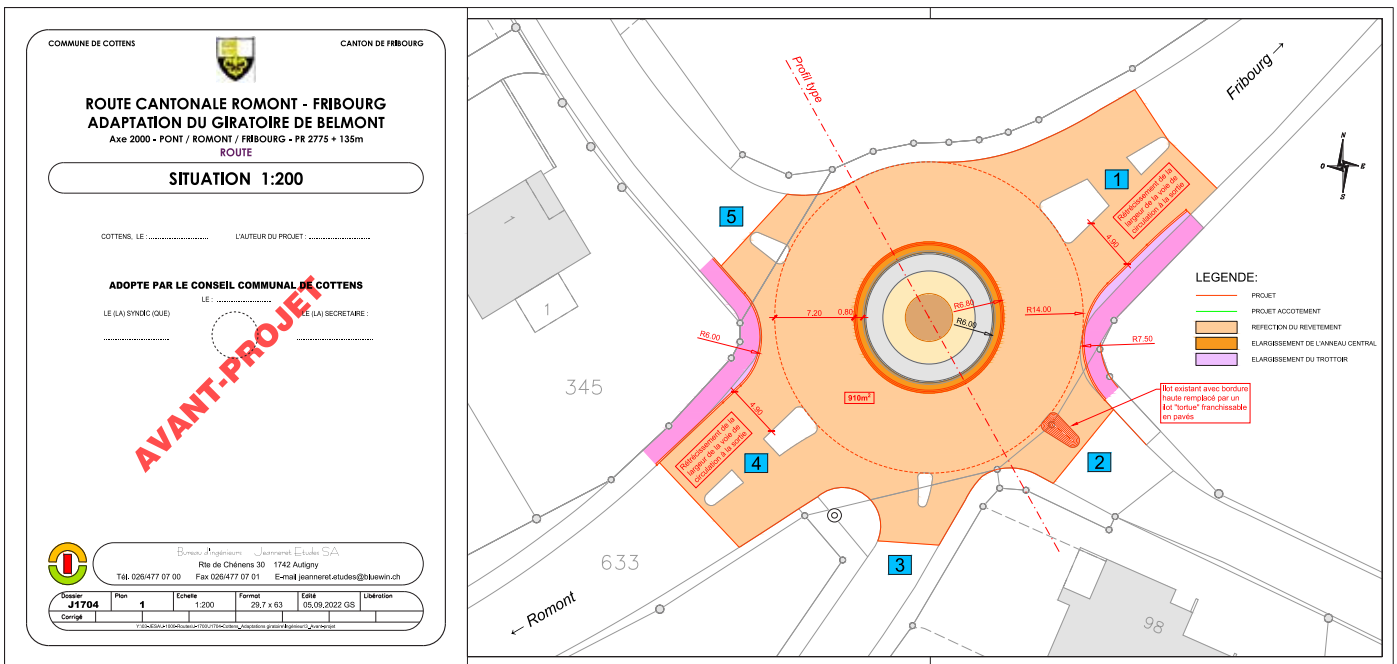 COMMUNE DE COTTENS
CANTON DE FRIBOURG
ROUTE CANTONALE ROMONT - FRIBOURG
ADAPTATION DU GIRATOIRE DE BELMONT
Axe 2000 - PONT / ROMONT / FRIBOURG - PR 2775 + 135m
ROUTE
SITUATION 1:200
COTTENS, LE :
L'AUTEUR DU PROJET :
ADOPTE PAR LE CONSEIL COMMUNAL DE COTTENS
LE :
LE (LA) SYNDIC (QUE)
LE (LA) SECRETAIRE :
AVANT-PROJET
Bureau d'ingénieurs Jeanneret Etudes SA
Rte de Chénens 30 1742 Autigny
Tél. 026/477 07 00 Fax 026/477 07 01 E-mail jeanneret.etudes@bluewin.ch
Dossier
J1704
Plan
1
Echelle
1:200
Format
29,7 x 63
Edité
05.09.2022 GS
Libération
Corrigé
Profil type
Fribourg →
N
O
E
S
1
Rétrécissement de la
largeur de la voie de
circulation à la sortie
4.90
5
1
1
7.20
0.80
R6.80
R6.00
R14.00
R7.50
R6.00
910m²
345
4.90
Rétrécissement de la
largeur de la voie de
circulation à la sortie
4
Ilot existant avec bordure
haute remplacé par un
ilot "tortue" franchissable
en pavés
2
3
633
← Romont
98
LEGENDE:
PROJET
PROJET ACCOTEMENT
REFECTION DU REVETEMENT
ELARGISSEMENT DE L'ANNEAU CENTRAL
ELARGISSEMENT DU TROTTOIR